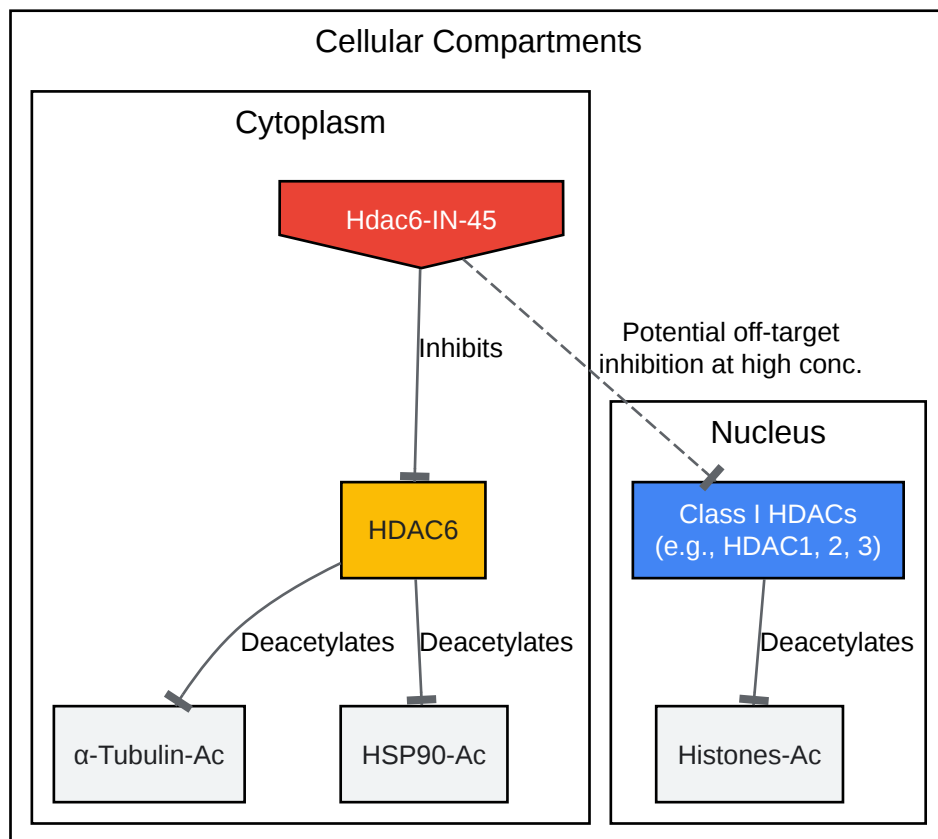 Cellular Compartments
Cytoplasm
Hdac6-IN-45
Inhibits
Potential off-target
inhibition at high conc.
Nucleus
HDAC6
Class I HDACs
(e.g., HDAC1, 2, 3)
Deacetylates
Deacetylates
Deacetylates
α-Tubulin-Ac
HSP90-Ac
Histones-Ac